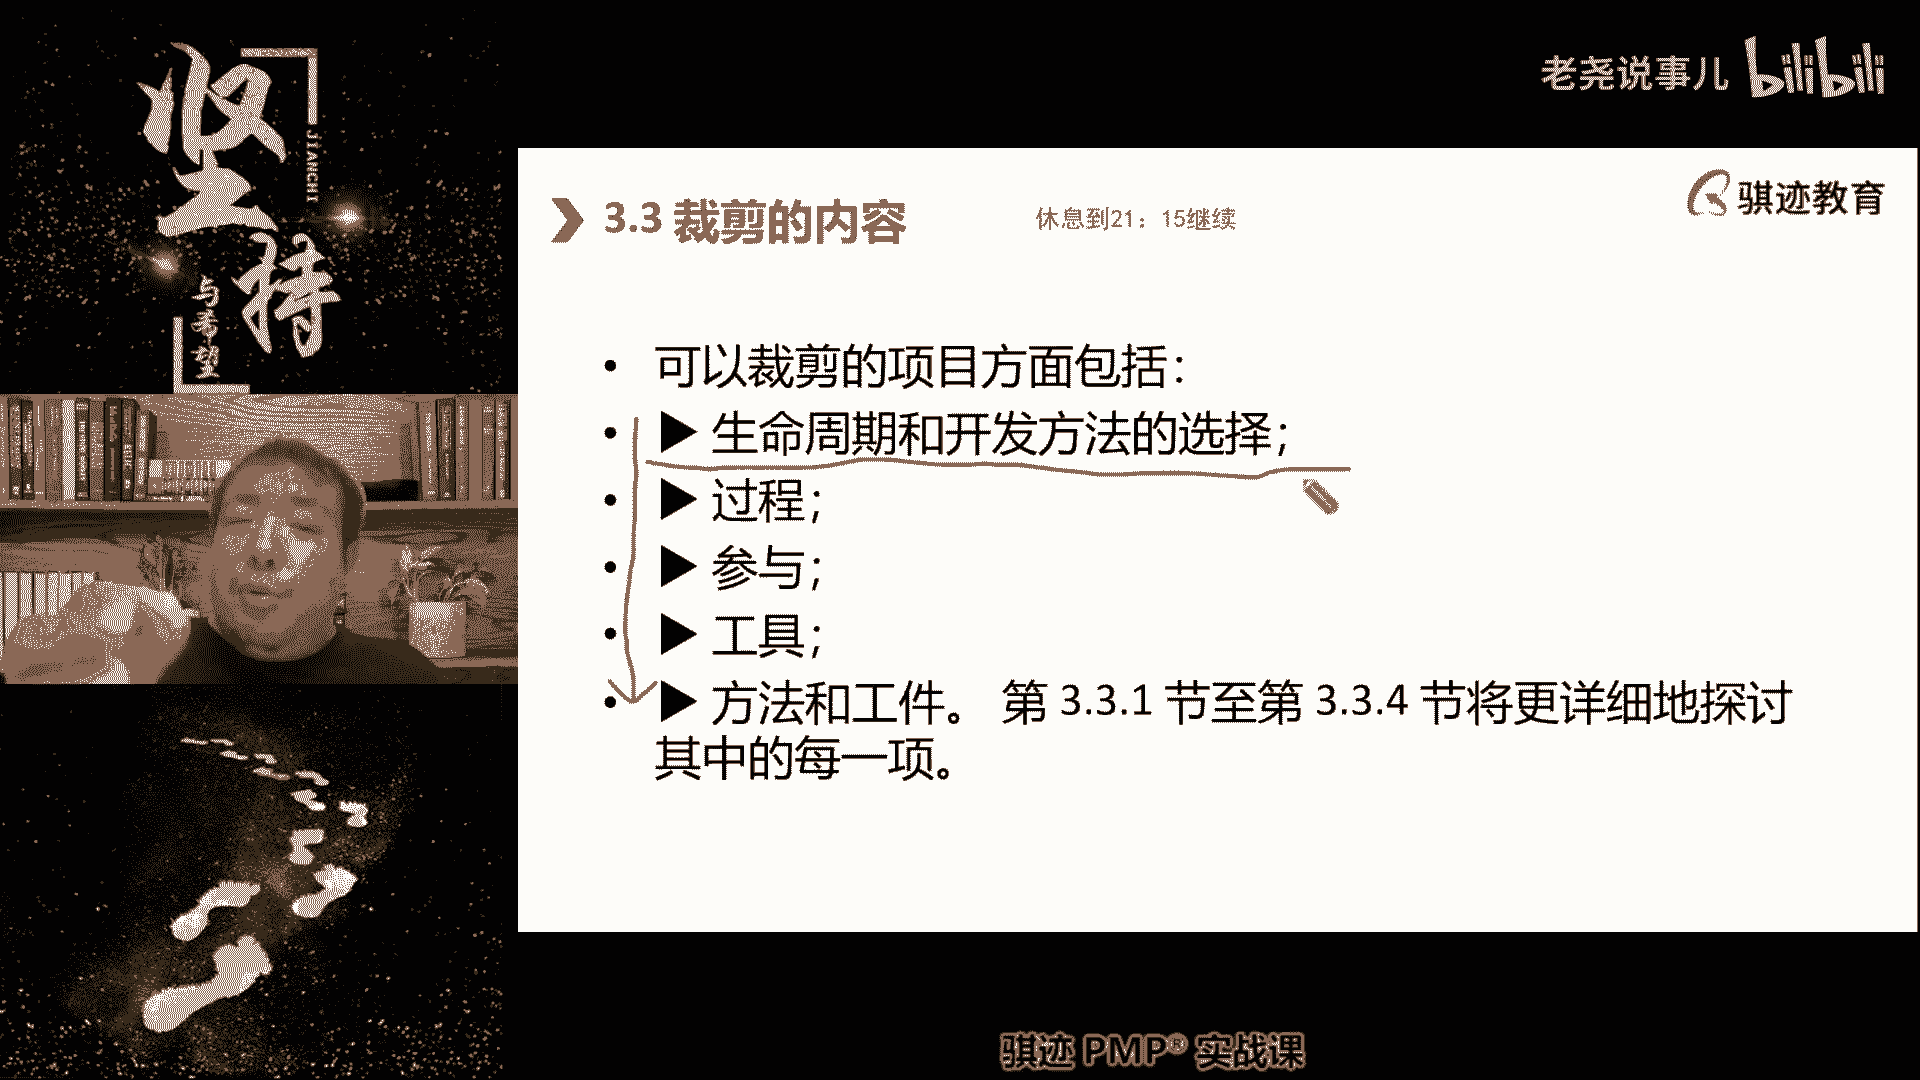 坚持
JIANCHI
与希望
老尧说事儿 bilibili
骐迹教育
3.3 裁剪的内容
休息到21：15继续
• 可以裁剪的项目方面包括：
• ▶ 生命周期和开发方法的选择；
• ▶ 过程；
• ▶ 参与；
• ▶ 工具；
• ▶ 方法和工件。 第 3.3.1 节至第 3.3.4 节将更详细地探讨
其中的每一项。
骐迹 PMP® 实战课